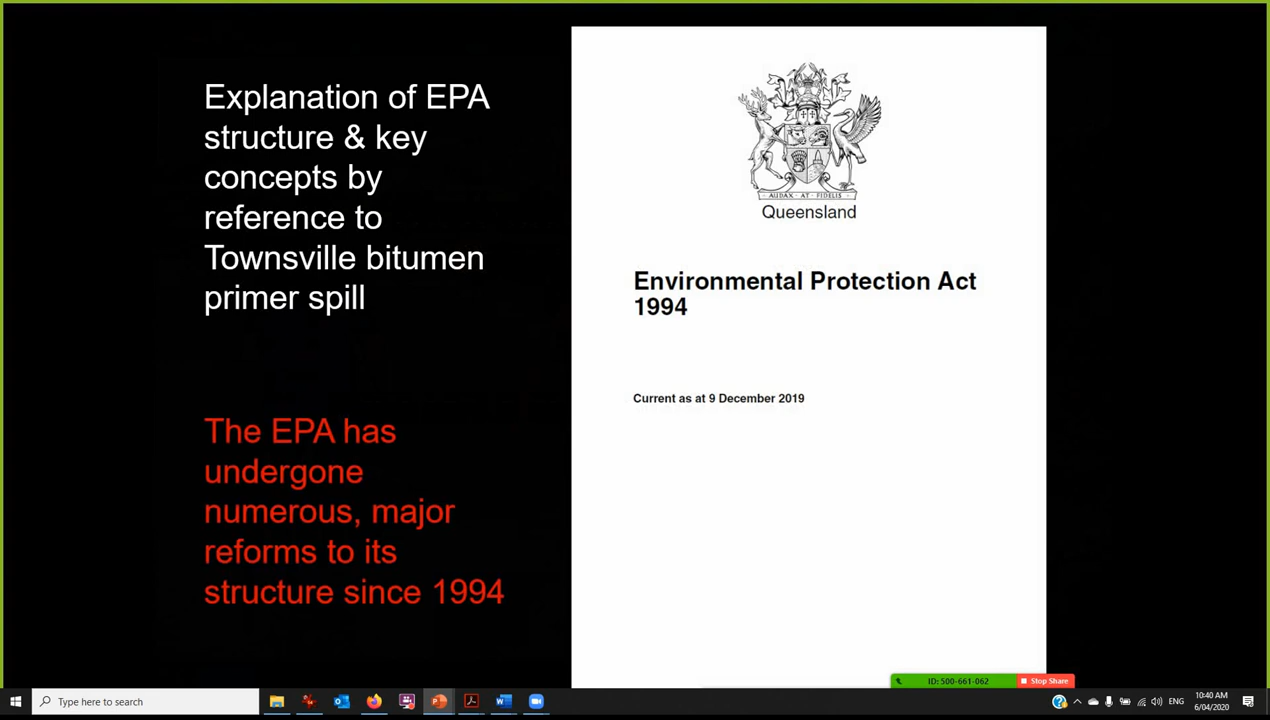 Explanation of EPA
structure & key
concepts by
reference to
Townsville bitumen
primer spill
The EPA has
undergone
numerous, major
reforms to its
structure since 1994
AUDAX AT FIDELIS
Queensland
Environmental Protection Act
1994
Current as at 9 December 2019
ID: 500-661-062
Stop Share
Type here to search
ENG
10:40 AM
6/04/2020